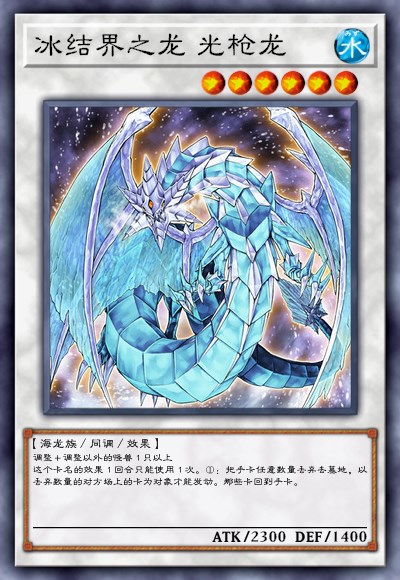 冰结界之龙 光枪龙
水
【海龙族／同调／效果】
调整＋调整以外的怪兽1只以上
这个卡名的效果1回合只能使用1次。①：把手卡任意数量丢弃去墓地，以
丢弃数量的对方场上的卡为对象才能发动。那些卡回到手卡。
ATK/2300 DEF/1400